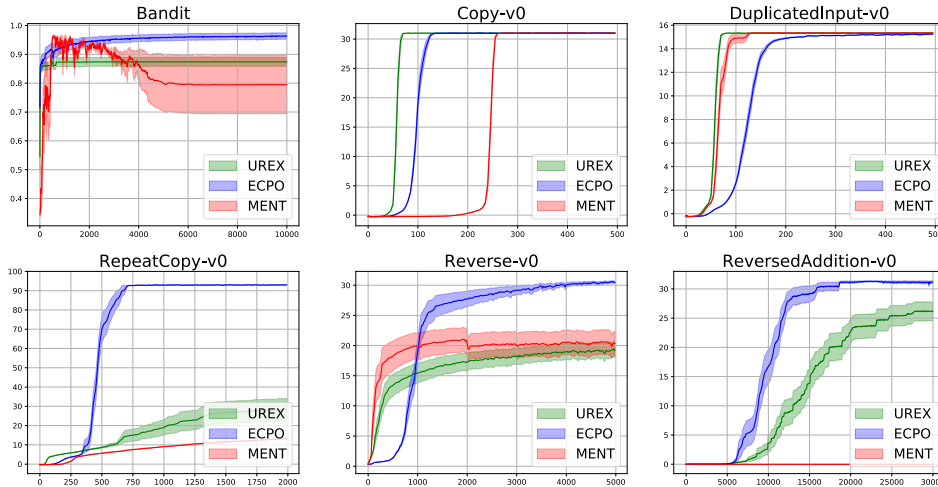 Bandit
1.0
0.9
0.8
0.7
0.6
0.5
0.4
0 2000 4000 6000 8000 10000
UREX
ECPO
MENT
Copy-v0
30
25
20
15
10
5
0
0 100 200 300 400 500
UREX
ECPO
MENT
DuplicatedInput-v0
16
14
12
10
8
6
4
2
0
0 100 200 300 400 500
UREX
ECPO
MENT
RepeatCopy-v0
100
90
80
70
60
50
40
30
20
10
0
0 250 500 750 1000 1250 1500 1750 2000
UREX
ECPO
MENT
Reverse-v0
30
25
20
15
10
5
0
0 1000 2000 3000 4000 5000
UREX
ECPO
MENT
ReversedAddition-v0
30
25
20
15
10
5
0
0 5000 10000 15000 20000 25000 30000
UREX
ECPO
MENT